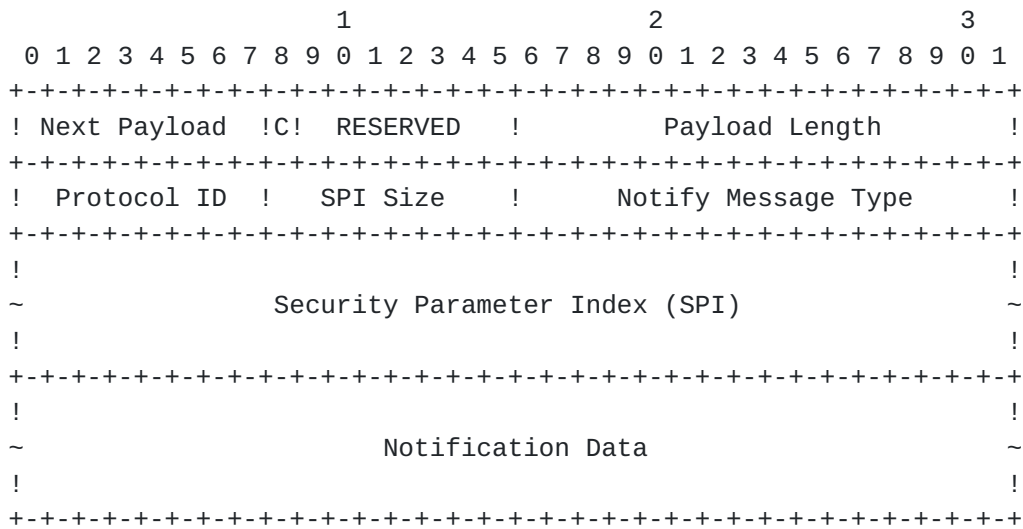 1                   2                   3
 0 1 2 3 4 5 6 7 8 9 0 1 2 3 4 5 6 7 8 9 0 1 2 3 4 5 6 7 8 9 0 1
+-+-+-+-+-+-+-+-+-+-+-+-+-+-+-+-+-+-+-+-+-+-+-+-+-+-+-+-+-+-+-+-+
! Next Payload  !C!  RESERVED   !         Payload Length        !
+-+-+-+-+-+-+-+-+-+-+-+-+-+-+-+-+-+-+-+-+-+-+-+-+-+-+-+-+-+-+-+-+
!  Protocol ID  !   SPI Size    !      Notify Message Type      !
+-+-+-+-+-+-+-+-+-+-+-+-+-+-+-+-+-+-+-+-+-+-+-+-+-+-+-+-+-+-+-+-+
!                                                               !
~                Security Parameter Index (SPI)                 ~
!                                                               !
+-+-+-+-+-+-+-+-+-+-+-+-+-+-+-+-+-+-+-+-+-+-+-+-+-+-+-+-+-+-+-+-+
!                                                               !
~                       Notification Data                       ~
!                                                               !
+-+-+-+-+-+-+-+-+-+-+-+-+-+-+-+-+-+-+-+-+-+-+-+-+-+-+-+-+-+-+-+-+